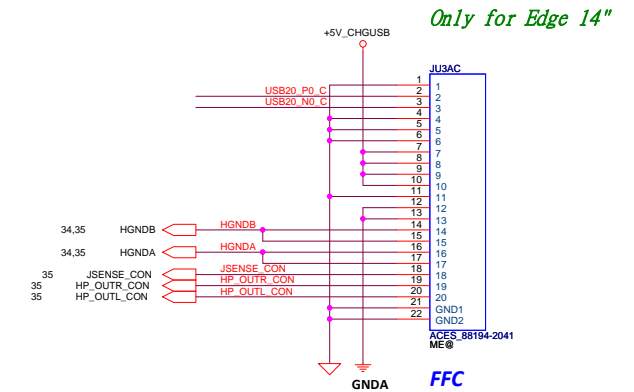 Only for Edge 14"
+5V_CHGUSB
JU3AC
1 1
USB20_P0_C 2 2
USB20_N0_C 3 3
4 4
5 5
6 6
7 7
8 8
9 9
10 10
11 11
12 12
13 13
34,35 HGNDB HGNDB 14 14
15 15
34,35 HGNDA HGNDA 16 16
17 17
35 JSENSE_CON JSENSE_CON 18 18
35 HP_OUTR_CON HP_OUTR_CON 19 19
35 HP_OUTL_CON HP_OUTL_CON 20 20
21 GND1
22 GND2
ACES_88194-2041
ME@
GNDA
FFC